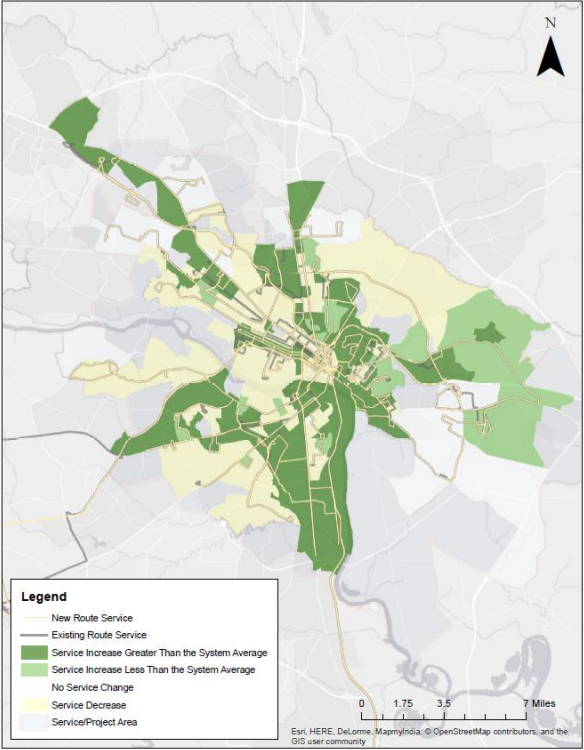 N
Legend
New Route Service
Existing Route Service
Service Increase Greater Than the System Average
Service Increase Less Than the System Average
No Service Change
Service Decrease
Service/Project Area
0 1.75 3.5 7 Miles
Esri, HERE, DeLorme, MapmyIndia, © OpenStreetMap contributors, and the
GIS user community